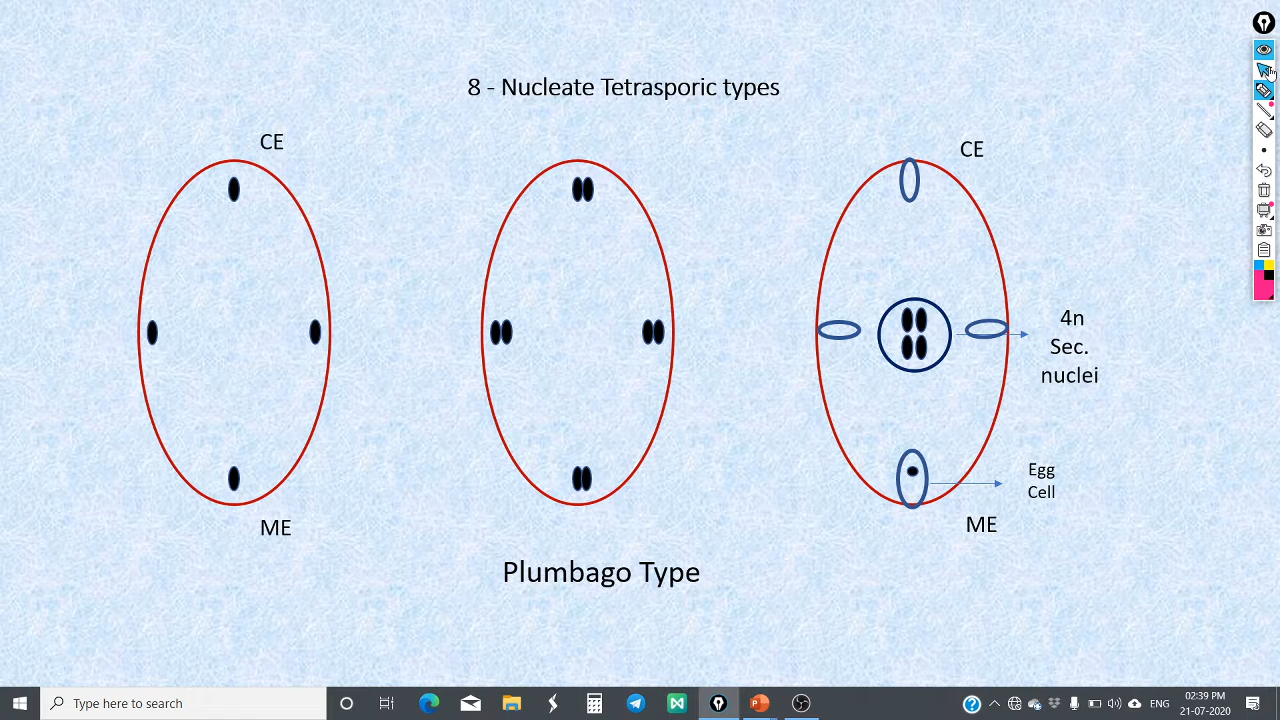 8 - Nucleate Tetrasporic types
CE
CE
4n
Sec.
nuclei
Egg
Cell
ME
ME
Plumbago Type
Type here to search
ENG
02:39 PM
21-07-2020